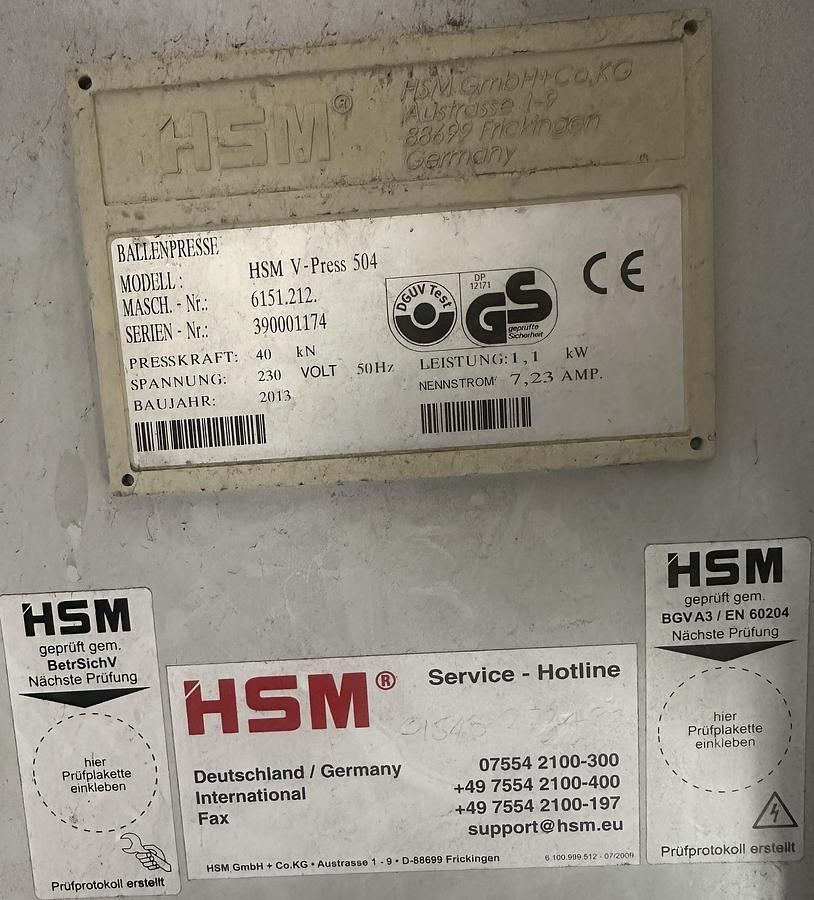 HSM®
HSM GmbH+Co.KG
Austrasse 1-9
88699 Frickingen
Germany
BALLENPRESSE
MODELL: HSM V-Press 504
MASCH. - Nr.: 6151.212.
SERIEN - Nr.: 390001174
PRESSKRAFT: 40 kN
SPANNUNG: 230 VOLT 50Hz
BAUJAHR: 2013
LEISTUNG: 1,1 kW
NENNSTROM 7,23 AMP.
DGUV Test
DP
12171
GS
geprüfte
Sicherheit
CE
HSM
geprüft gem.
BetrSichV
Nächste Prüfung
hier
Prüfplakette
einkleben
Prüfprotokoll erstellt
HSM®
Service - Hotline
Deutschland / Germany 07554 2100-300
International +49 7554 2100-400
Fax +49 7554 2100-197
support@hsm.eu
HSM GmbH + Co.KG • Austrasse 1 - 9 • D-88699 Frickingen
6.100.999.512 - 07/2009
HSM
geprüft gem.
BGV A3 / EN 60204
Nächste Prüfung
hier
Prüfplakette
einkleben
Prüfprotokoll erstellt